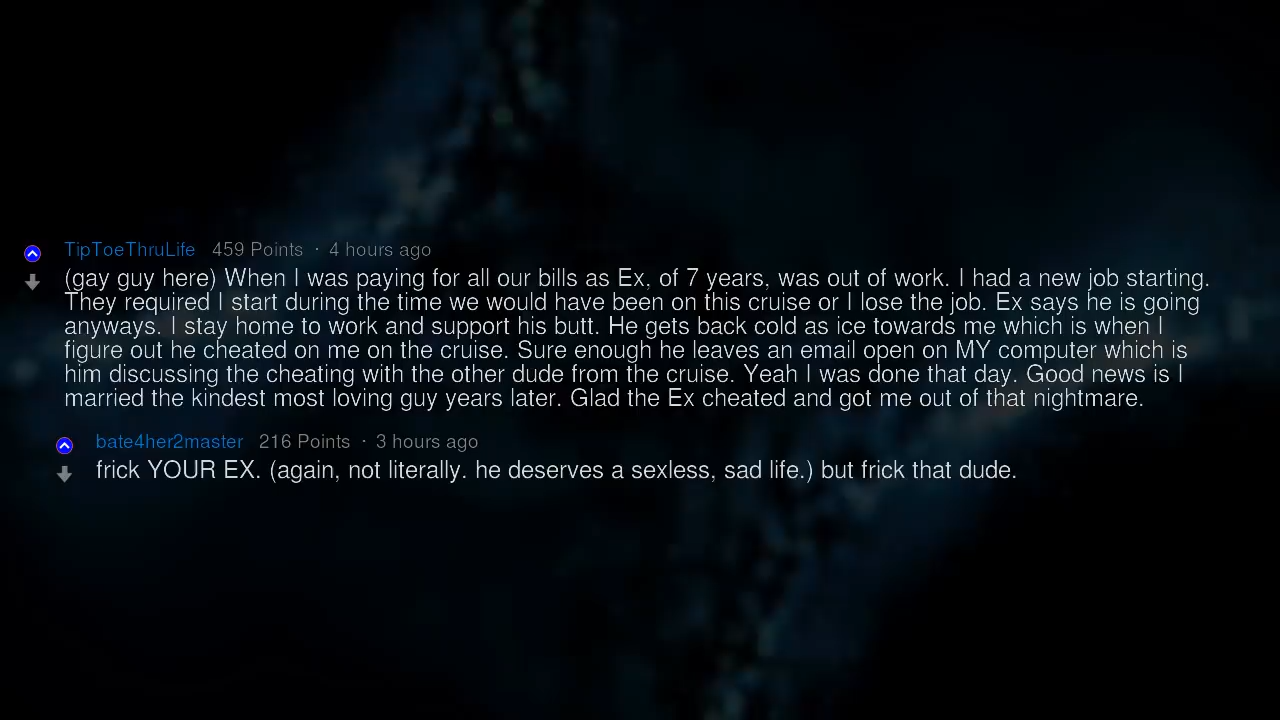 TipToeThruLife 459 Points · 4 hours ago
(gay guy here) When I was paying for all our bills as Ex, of 7 years, was out of work. I had a new job starting.
They required I start during the time we would have been on this cruise or I lose the job. Ex says he is going
anyways. I stay home to work and support his butt. He gets back cold as ice towards me which is when I
figure out he cheated on me on the cruise. Sure enough he leaves an email open on MY computer which is
him discussing the cheating with the other dude from the cruise. Yeah I was done that day. Good news is I
married the kindest most loving guy years later. Glad the Ex cheated and got me out of that nightmare.
bate4her2master 216 Points · 3 hours ago
frick YOUR EX. (again, not literally. he deserves a sexless, sad life.) but frick that dude.